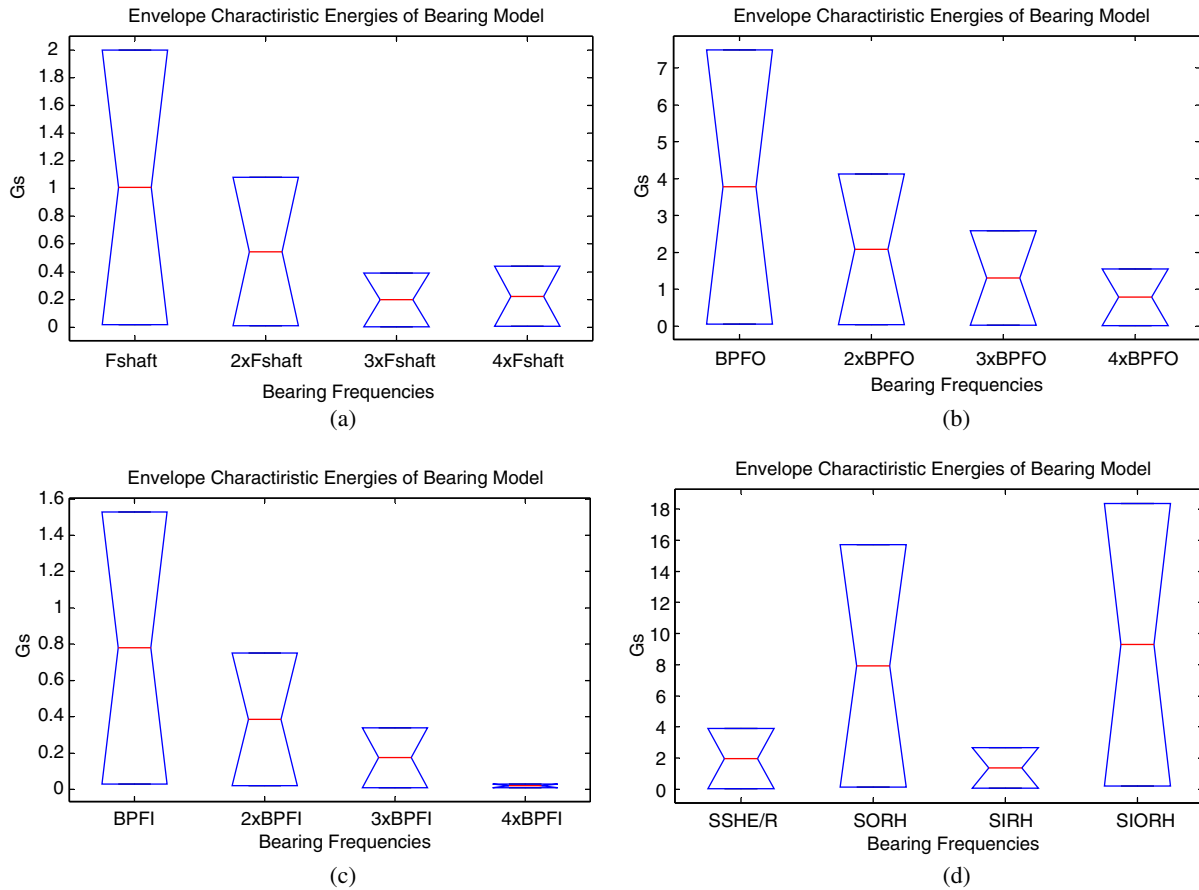 Envelope Charactiristic Energies of Bearing Model
2
1.8
1.6
1.4
1.2
1
0.8
0.6
0.4
0.2
0
Gs
Fshaft 2xFshaft 3xFshaft 4xFshaft
Bearing Frequencies
(a)
Envelope Charactiristic Energies of Bearing Model
7
6
5
4
3
2
1
0
Gs
BPFO 2xBPFO 3xBPFO 4xBPFO
Bearing Frequencies
(b)
Envelope Charactiristic Energies of Bearing Model
1.6
1.4
1.2
1
0.8
0.6
0.4
0.2
0
Gs
BPFI 2xBPFI 3xBPFI 4xBPFI
Bearing Frequencies
(c)
Envelope Charactiristic Energies of Bearing Model
18
16
14
12
10
8
6
4
2
0
Gs
SSHE/R SORH SIRH SIORH
Bearing Frequencies
(d)